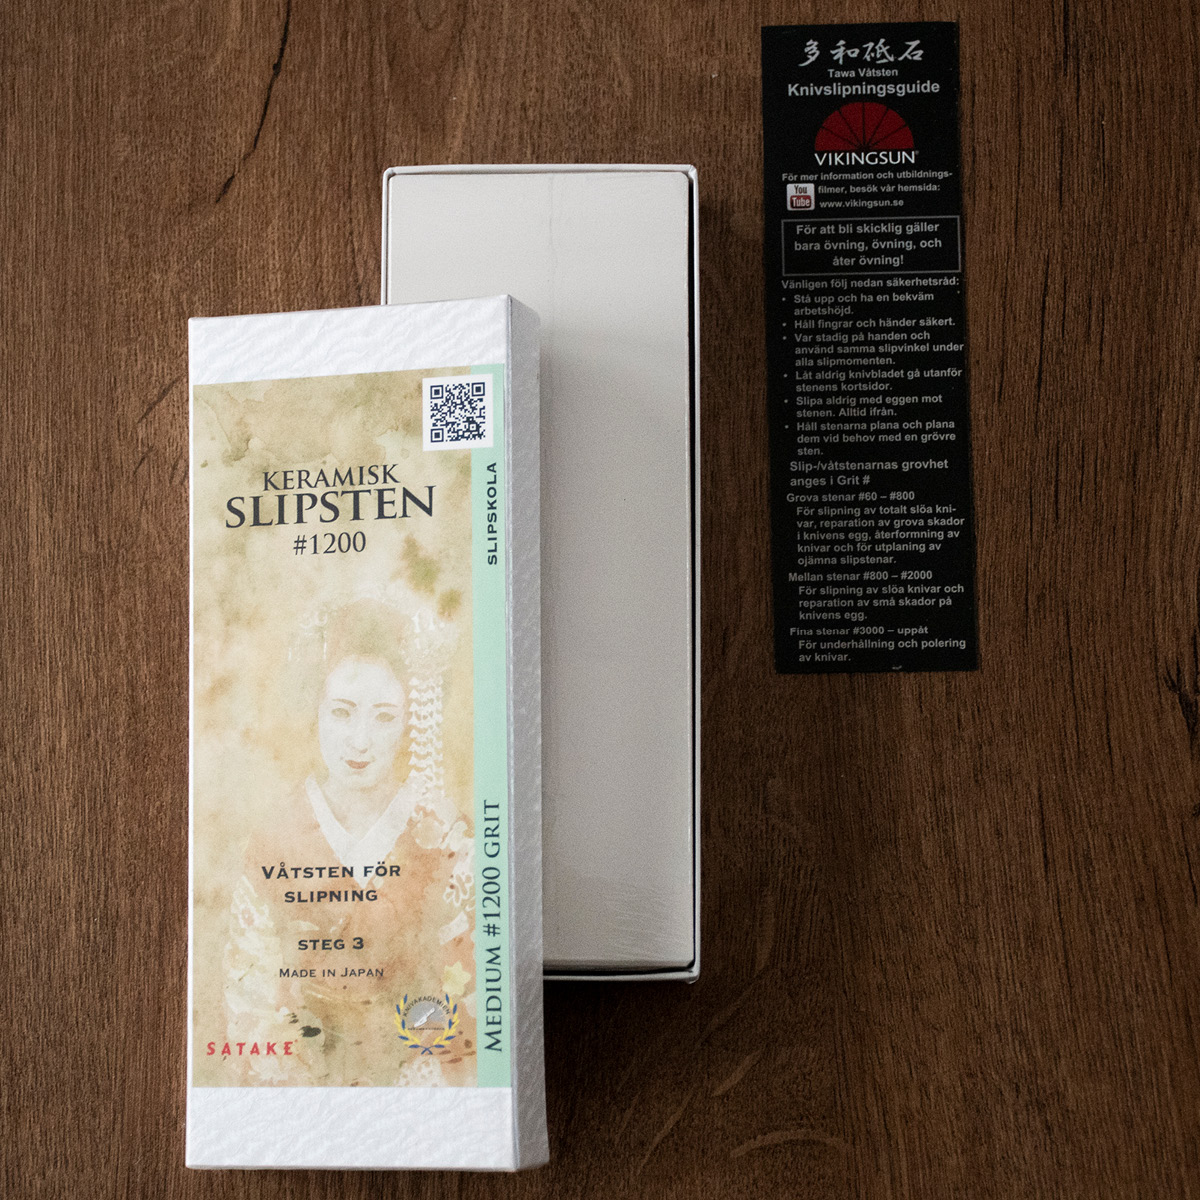 KERAMISK
SLIPSTEN
#1200
SLIPSKOLA
VÅTSTEN FÖR
SLIPNING
STEG 3
MADE IN JAPAN
SATAKE
KNIVAKADEMIEN
MEDIUM #1200 GRIT
多和砥石
Tawa Våtsten
Knivslipningsguide
VIKINGSUN®
För mer information och utbildnings-
You
Tube
filmer, besök vår hemsida:
www.vikingsun.se
För att bli skicklig gäller
bara övning, övning, och
åter övning!
Vänligen följ nedan säkerhetsråd:
• Stå upp och ha en bekväm
arbetshöjd.
• Håll fingrar och händer säkert.
• Var stadig på handen och
använd samma slipvinkel under
alla slipmomenten.
• Låt aldrig knivbladet gå utanför
stenens kortsidor.
• Slipa aldrig med eggen mot
stenen. Alltid ifrån.
• Håll stenarna plana och plana
dem vid behov med en grövre
sten.
Slip-/våtstenarnas grovhet
anges i Grit #
Grova stenar #60 – #800
För slipning av totalt slöa kni-
var, reparation av grova skador
i knivens egg, återformning av
knivar och för utplaning av
ojämna slipstenar.
Mellan stenar #800 – #2000
För slipning av slöa knivar och
reparation av små skador på
knivens egg.
Fina stenar #3000 – uppåt
För underhållning och polering
av knivar.